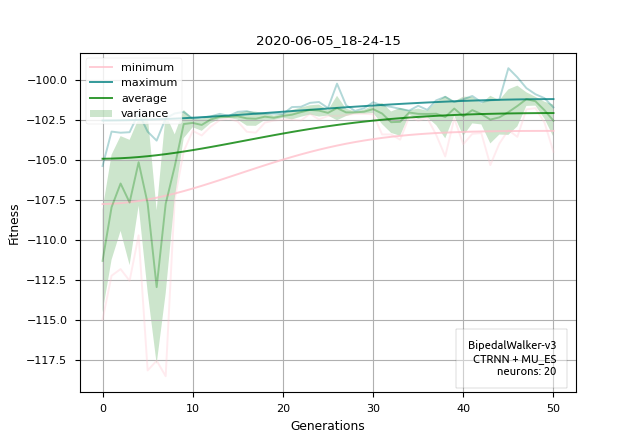 2020-06-05_18-24-15
minimum
maximum
average
variance
Fitness
−100.0
−102.5
−105.0
−107.5
−110.0
−112.5
−115.0
−117.5
BipedalWalker-v3
CTRNN + MU_ES
neurons: 20
0 10 20 30 40 50
Generations